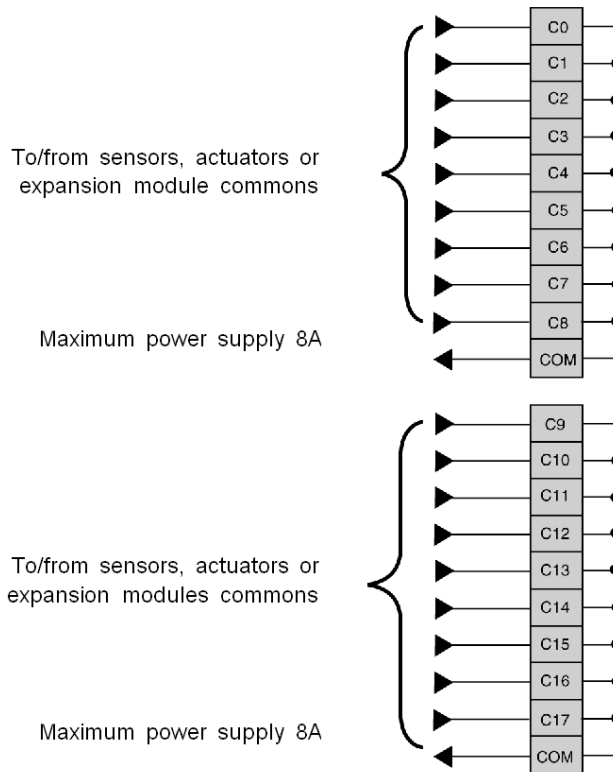 C0
C1
C2
C3
To/from sensors, actuators or
expansion module commons
C4
C5
C6
C7
C8
Maximum power supply 8A
COM
C9
C10
C11
C12
To/from sensors, actuators or
expansion modules commons
C13
C14
C15
C16
C17
Maximum power supply 8A
COM